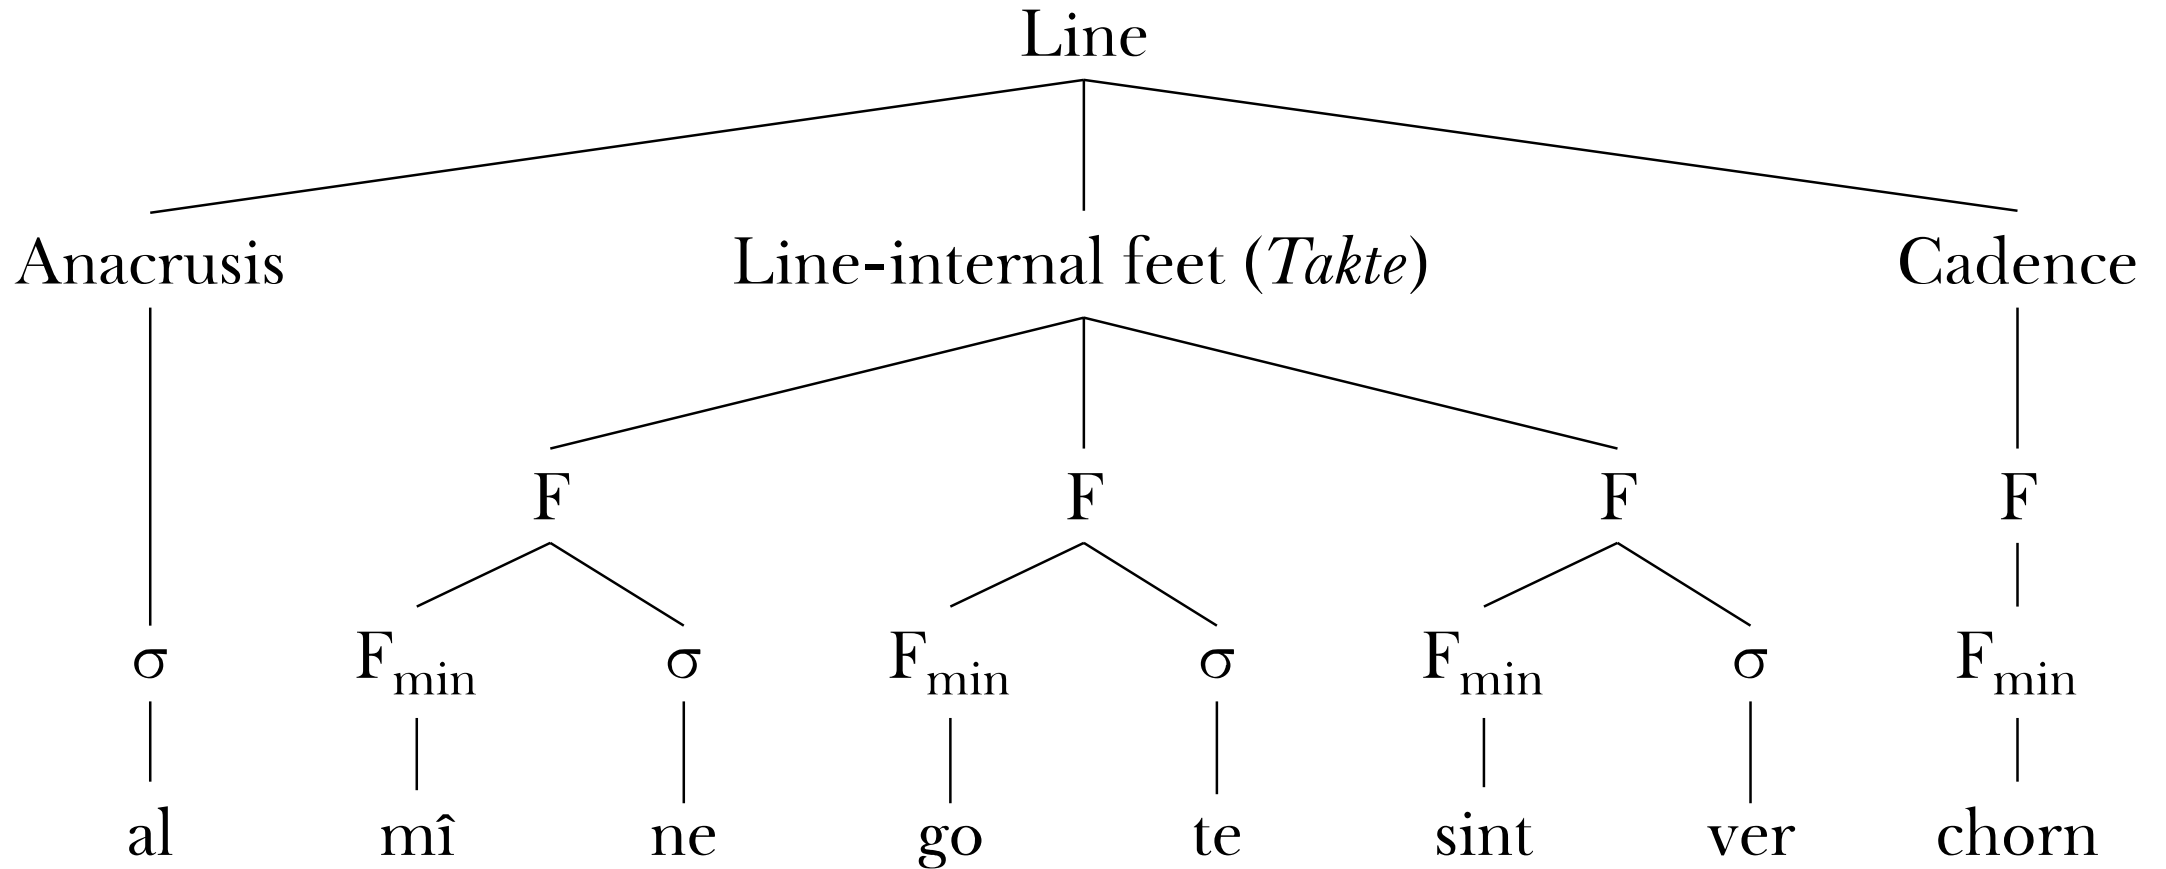 Line
Anacrusis Line-internal feet (Takte) Cadence
F F F F
σ Fmin σ Fmin σ Fmin σ Fmin
al mî ne go te sint ver chorn